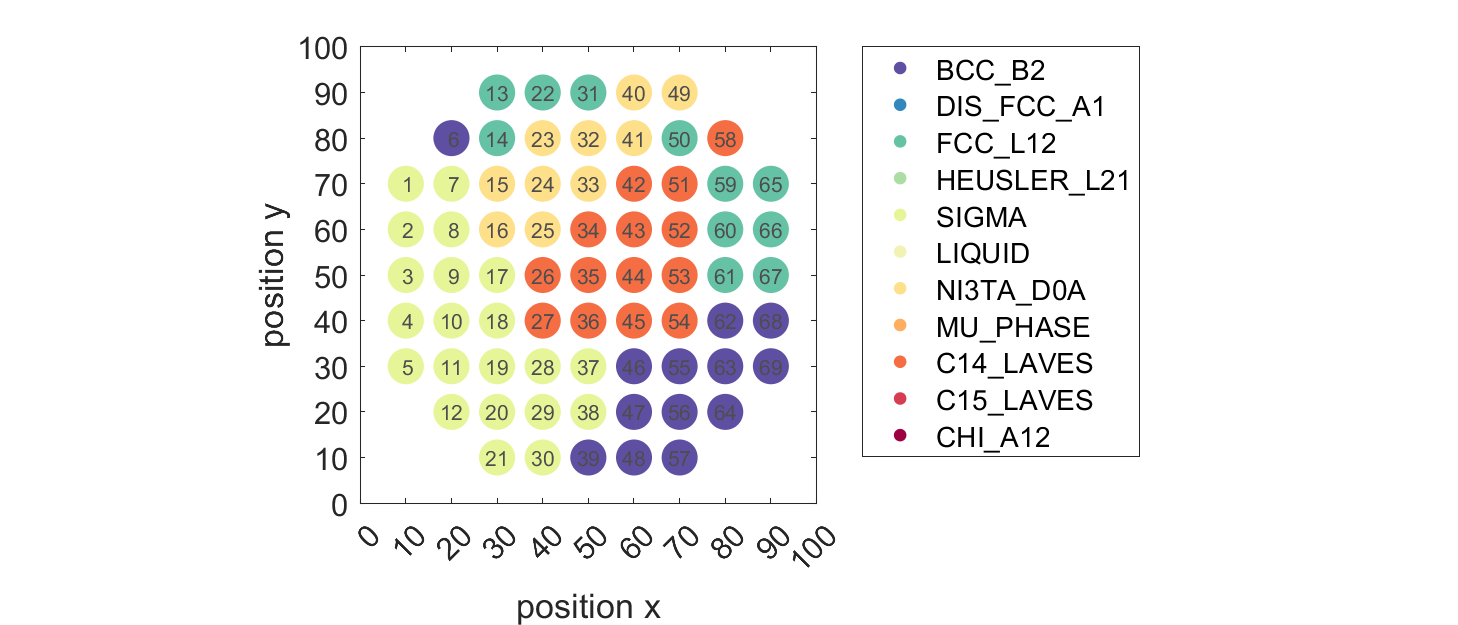 100
90
80
70
60
50
40
30
20
10
0
position y
13 22 31 40 49
6 14 23 32 41 50 58
1 7 15 24 33 42 51 59 65
2 8 16 25 34 43 52 60 66
3 9 17 26 35 44 53 61 67
4 10 18 27 36 45 54 62 68
5 11 19 28 37 46 55 63 69
12 20 29 38 47 56 64
21 30 39 48 57
0 10 20 30 40 50 60 70 80 90 100
position x
BCC_B2
DIS_FCC_A1
FCC_L12
HEUSLER_L21
SIGMA
LIQUID
NI3TA_D0A
MU_PHASE
C14_LAVES
C15_LAVES
CHI_A12